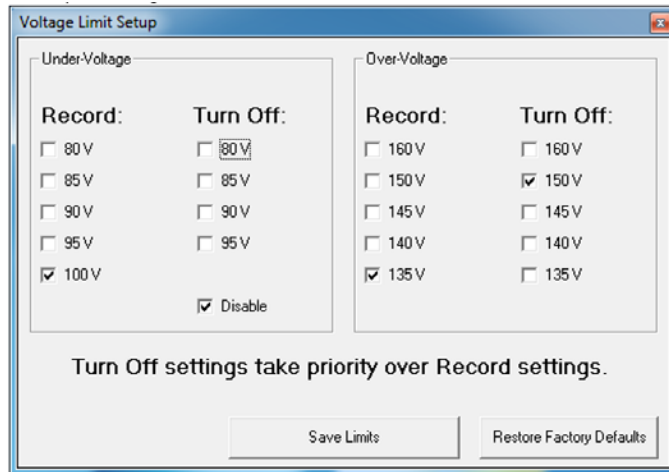 Voltage Limit Setup
Under-Voltage
Record: Turn Off:
80 V 80 V
85 V 85 V
90 V 90 V
95 V 95 V
100 V
Disable
Over-Voltage
Record: Turn Off:
160 V 160 V
150 V 150 V
145 V 145 V
140 V 140 V
135 V 135 V
Turn Off settings take priority over Record settings.
Save Limits Restore Factory Defaults